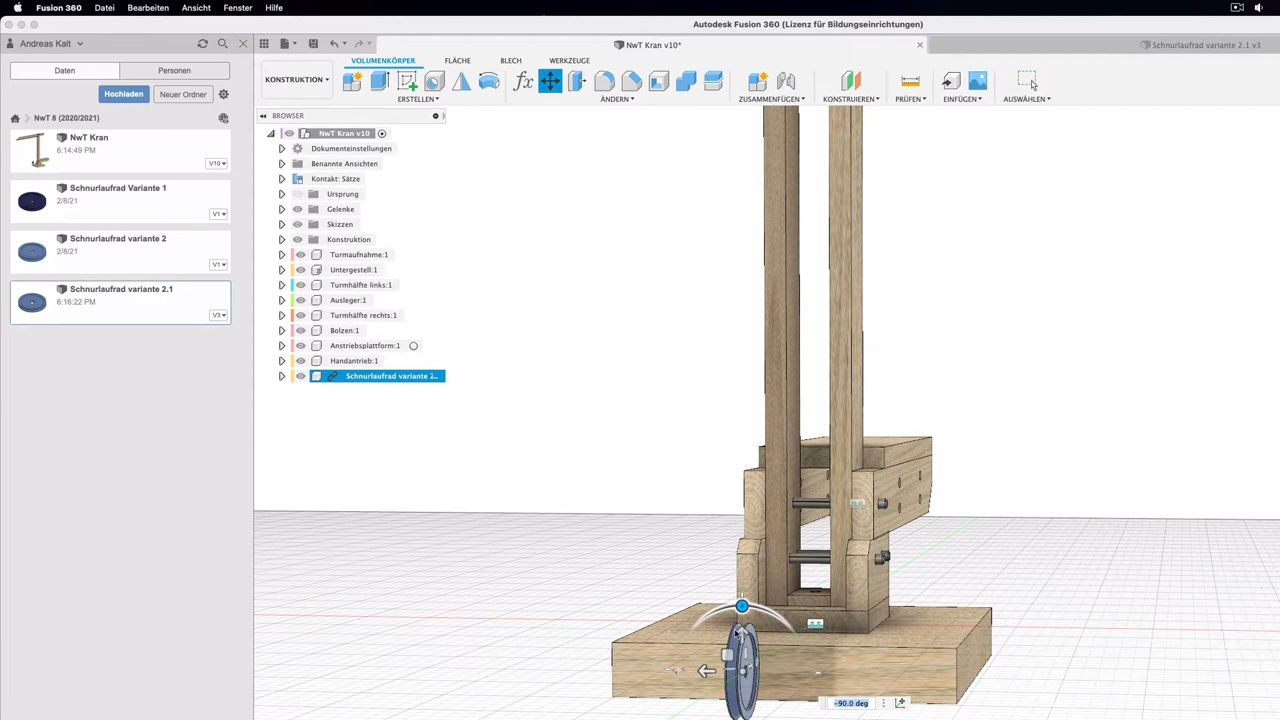 Fusion 360 Datei Bearbeiten Ansicht Fenster Hilfe
Autodesk Fusion 360 (Lizenz für Bildungseinrichtungen)
Andreas Kalt
NwT Kran v10*
Schnurlaufrad variante 2.1 v3
Daten Personen
Hochladen Neuer Ordner
NwT 8 (2020/2021)
NwT Kran
6:14:49 PM
V10
Schnurlaufrad Variante 1
2/8/21
V1
Schnurlaufrad variante 2
2/8/21
V1
Schnurlaufrad variante 2.1
6:16:22 PM
V3
VOLUMENKÖRPER FLÄCHE BLECH WERKZEUGE
KONSTRUKTION
fx
ERSTELLEN ÄNDERN ZUSAMMENFÜGEN KONSTRUIEREN PRÜFEN EINFÜGEN AUSWÄHLEN
BROWSER
NwT Kran v10
Dokumenteinstellungen
Benannte Ansichten
Kontakt: Sätze
Ursprung
Gelenke
Skizzen
Konstruktion
Turmaufnahme:1
Untergestell:1
Turmhälfte links:1
Ausleger:1
Turmhälfte rechts:1
Bolzen:1
Anstriebsplattform:1
Handantrieb:1
Schnurlaufrad variante 2...
-90.0 deg